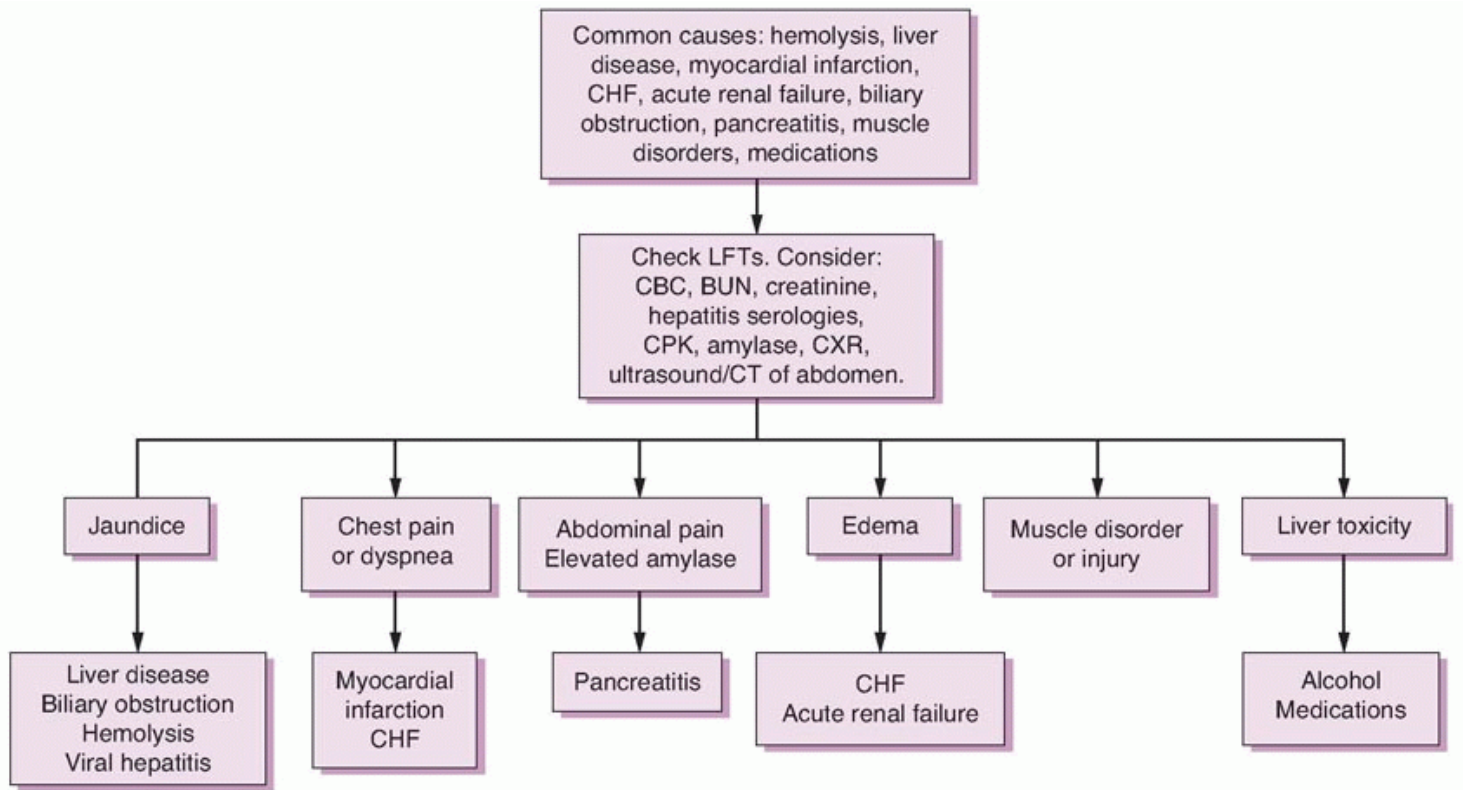 Common causes: hemolysis, liver
disease, myocardial infarction,
CHF, acute renal failure, biliary
obstruction, pancreatitis, muscle
disorders, medications
Check LFTs. Consider:
CBC, BUN, creatinine,
hepatitis serologies,
CPK, amylase, CXR,
ultrasound/CT of abdomen.
Jaundice
Chest pain
or dyspnea
Abdominal pain
Elevated amylase
Edema
Muscle disorder
or injury
Liver toxicity
Liver disease
Biliary obstruction
Hemolysis
Viral hepatitis
Myocardial
infarction
CHF
Pancreatitis
CHF
Acute renal failure
Alcohol
Medications